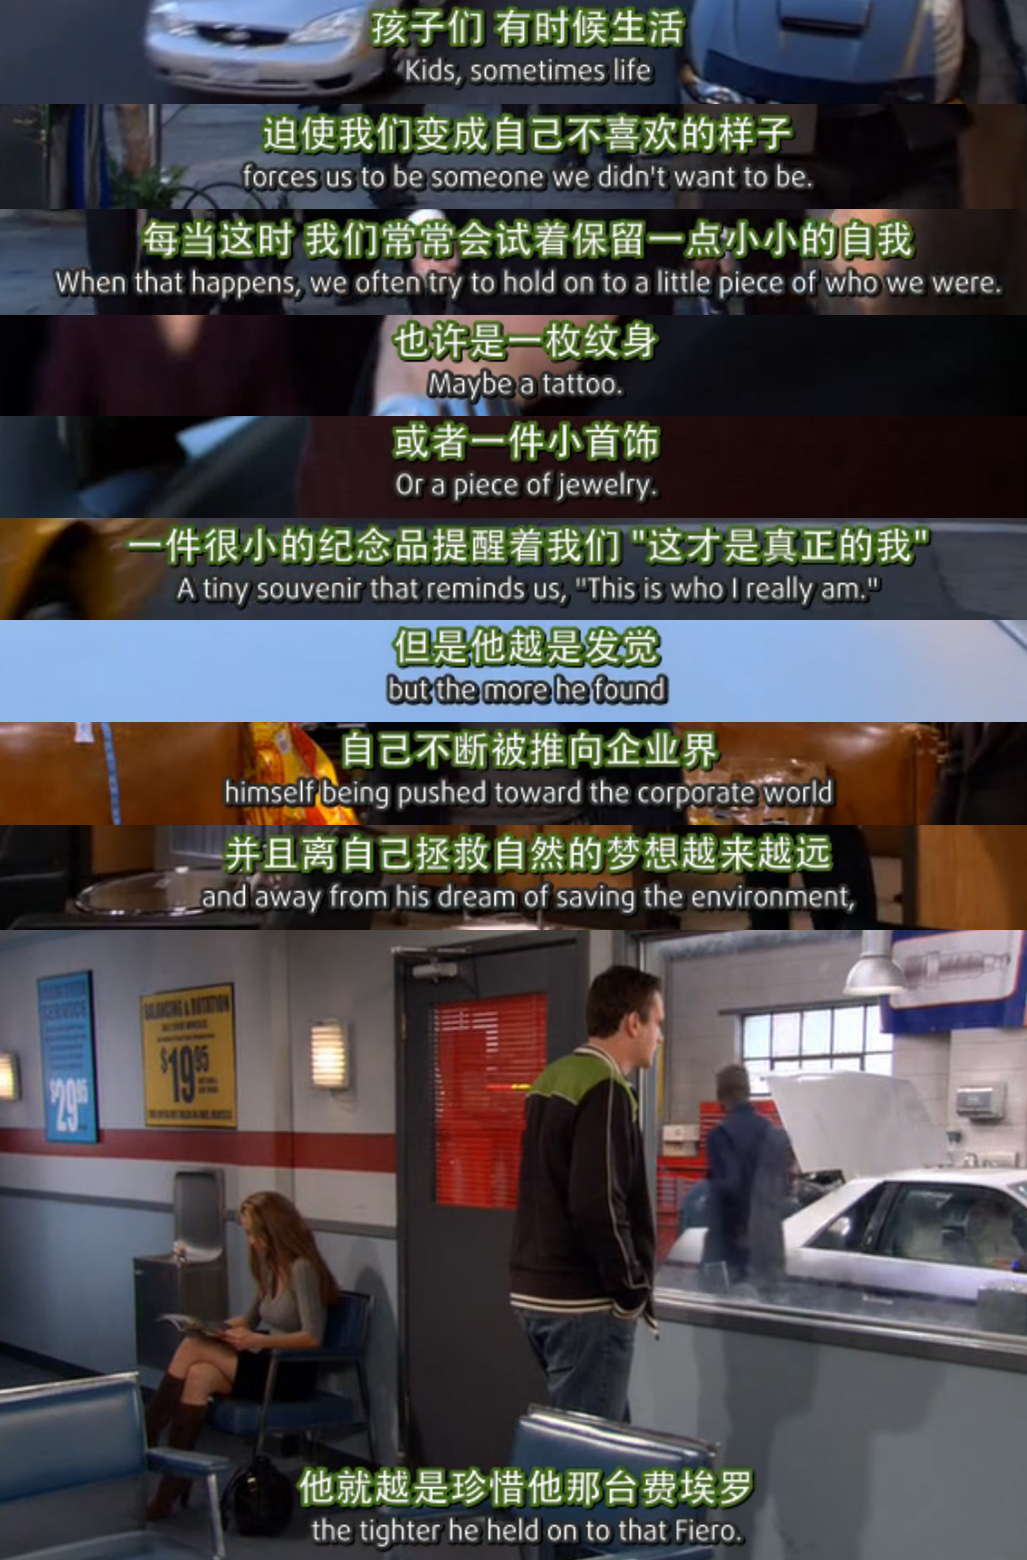 孩子们 有时候生活
Kids, sometimes life
迫使我们变成自己不喜欢的样子
forces us to be someone we didn't want to be.
每当这时 我们常常会试着保留一点小小的自我
When that happens, we often try to hold on to a little piece of who we were.
也许是一枚纹身
Maybe a tattoo.
或者一件小首饰
Or a piece of jewelry.
一件很小的纪念品提醒着我们 "这才是真正的我"
A tiny souvenir that reminds us, "This is who I really am."
但是他越是发觉
but the more he found
自己不断被推向企业界
himself being pushed toward the corporate world
并且离自己拯救自然的梦想越来越远
and away from his dream of saving the environment,
SERVICE
$2995
BALANCING & ROTATION
$1995
他就越是珍惜他那台费埃罗
the tighter he held on to that Fiero.